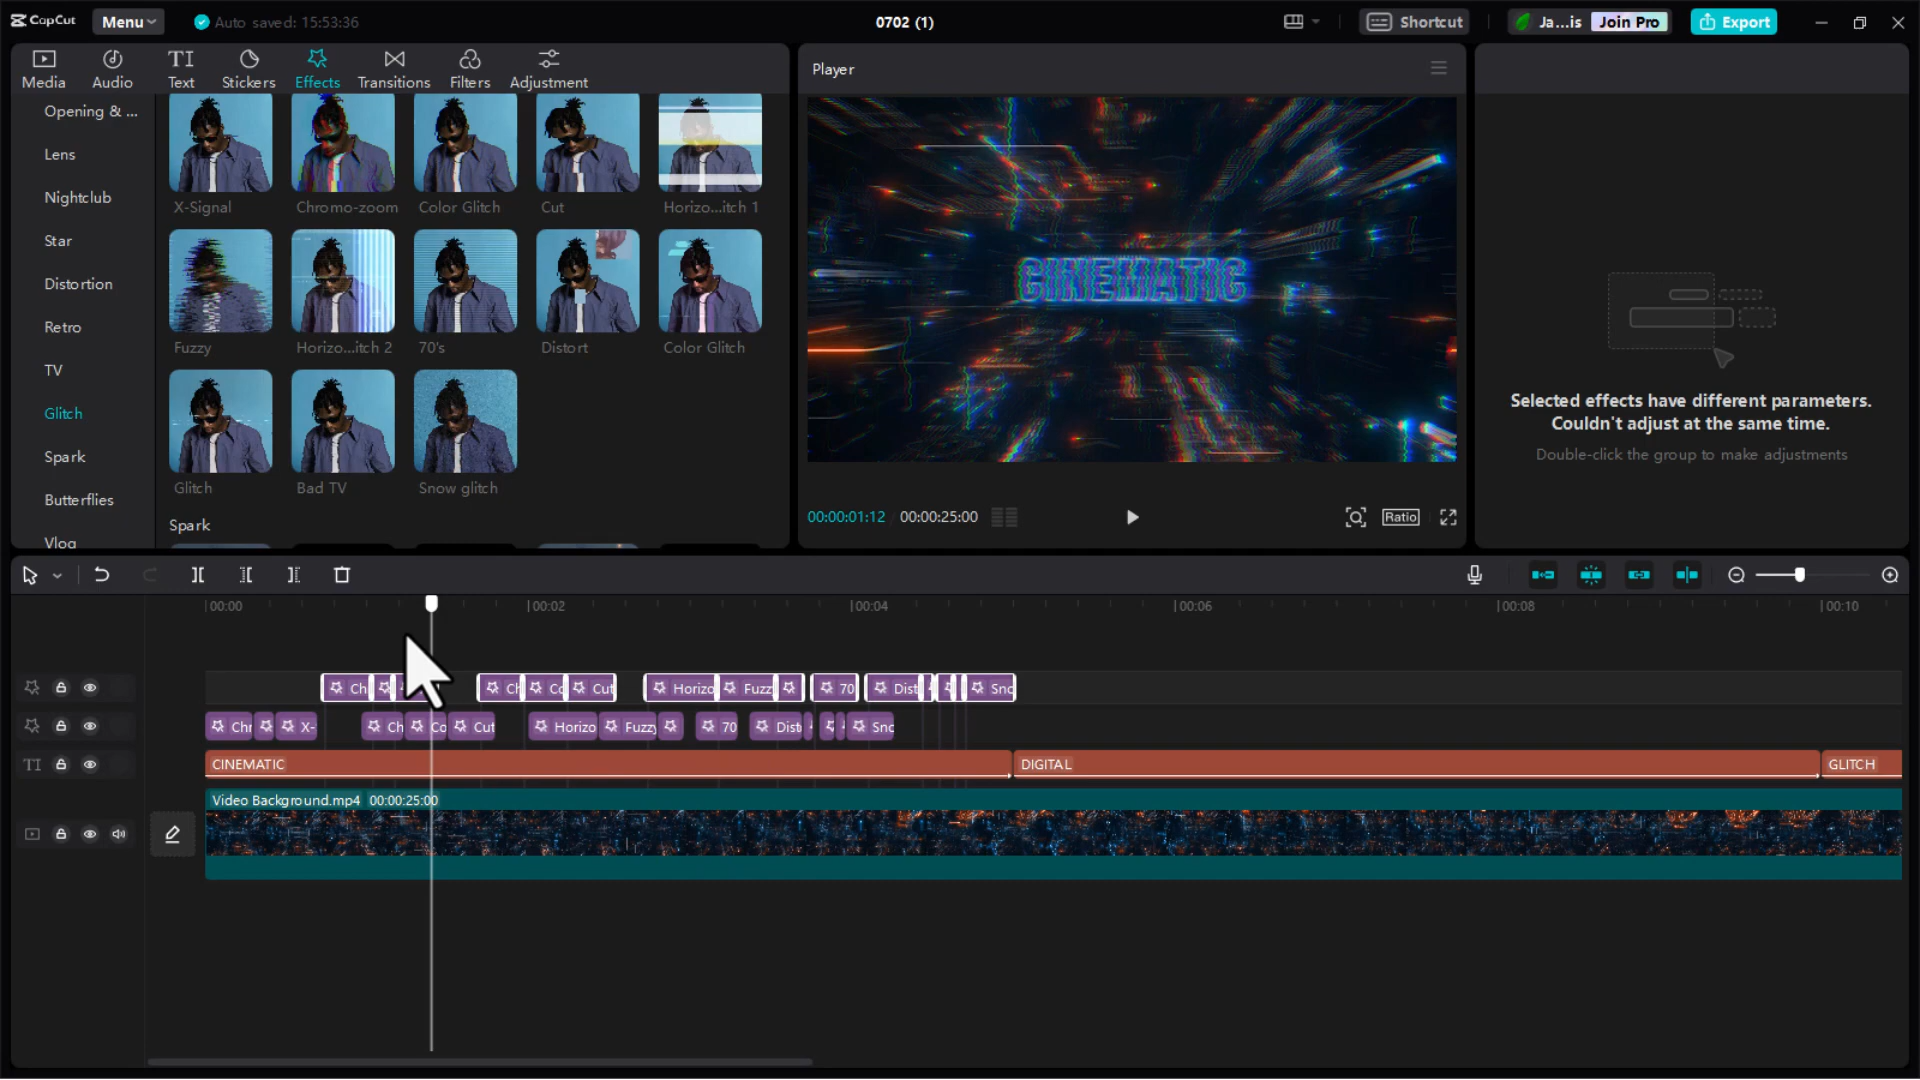 CapCut
Menu
Auto saved: 15:53:36
0702 (1)
Shortcut
Ja...is
Join Pro
Export
Media
Audio
Text
Stickers
Effects
Transitions
Filters
Adjustment
Opening & ...
Lens
Nightclub
Star
Distortion
Retro
TV
Glitch
Spark
Butterflies
Vlog
X-Signal
Chromo-zoom
Color Glitch
Cut
Horizo...itch 1
Fuzzy
Horizo...itch 2
70's
Distort
Color Glitch
Glitch
Bad TV
Snow glitch
Spark
Player
CINEMATIC
00:00:01:12
00:00:25:00
Ratio
Selected effects have different parameters.
Couldn't adjust at the same time.
Double-click the group to make adjustments
00:00
00:02
00:04
00:06
00:08
00:10
Ch
Ch
Co
Cut
Horizo
Fuzz
70
Dist
Sno
Chr
X-
Ch
Co
Cut
Horizo
Fuzzy
70
Dist
Sno
CINEMATIC
DIGITAL
GLITCH
Video Background.mp4 00:00:25:00